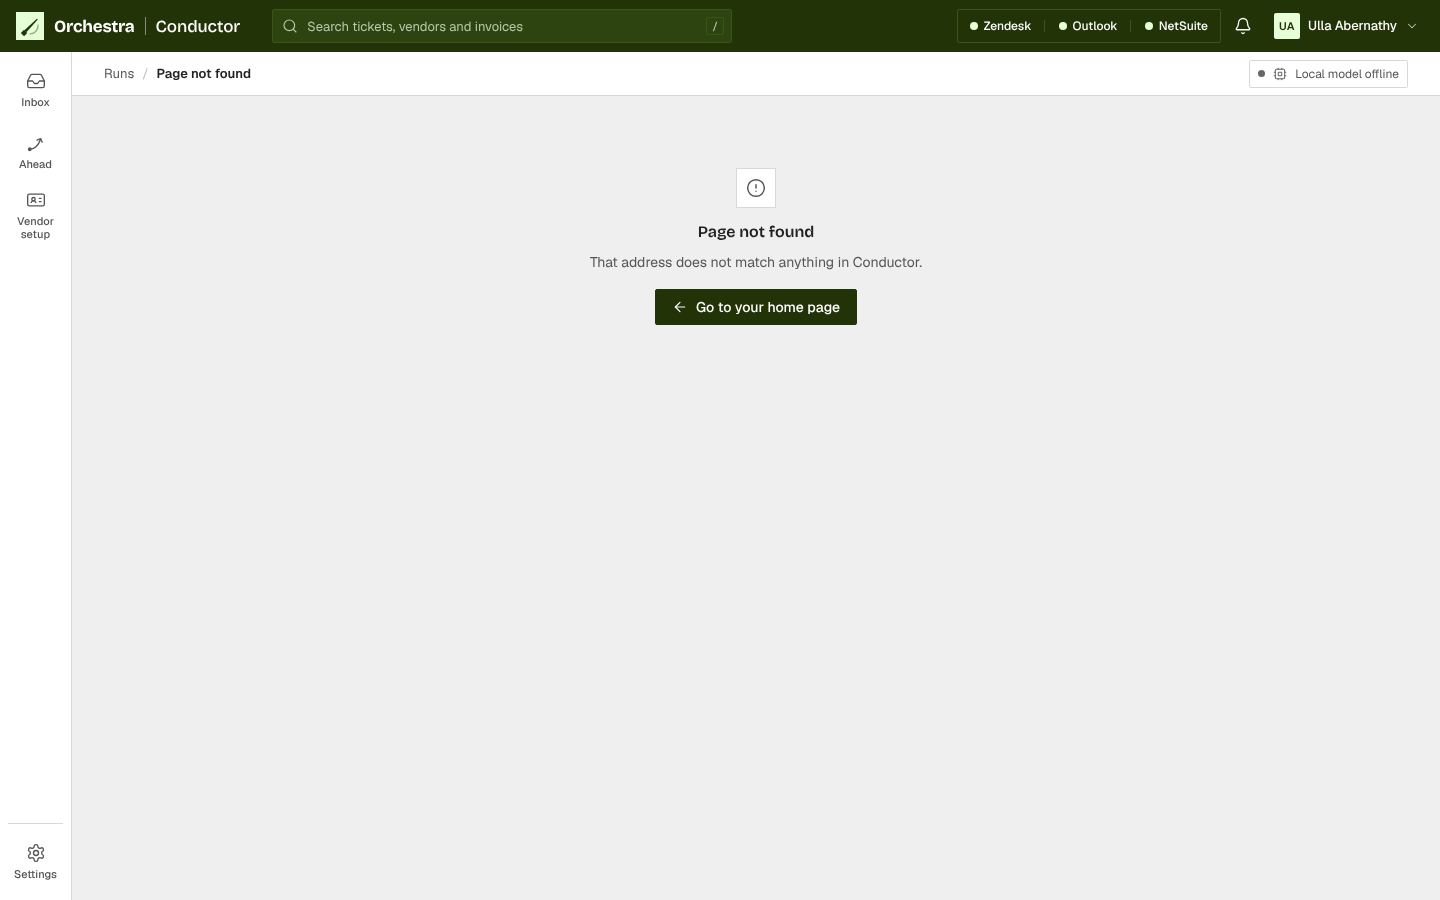 Orchestra | Conductor
Search tickets, vendors and invoices /
Zendesk
Outlook
NetSuite
UA Ulla Abernathy
Runs / Page not found
Local model offline
Inbox
Ahead
Vendor
setup
Settings
Page not found
That address does not match anything in Conductor.
Go to your home page